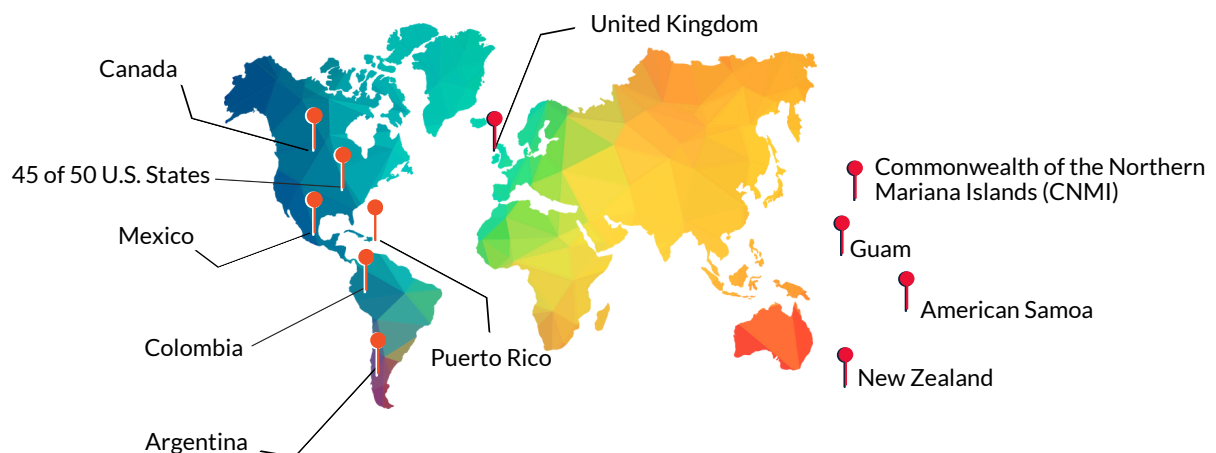 United Kingdom
Canada
45 of 50 U.S. States
Mexico
Colombia
Puerto Rico
Argentina
Commonwealth of the Northern
Mariana Islands (CNMI)
Guam
American Samoa
New Zealand